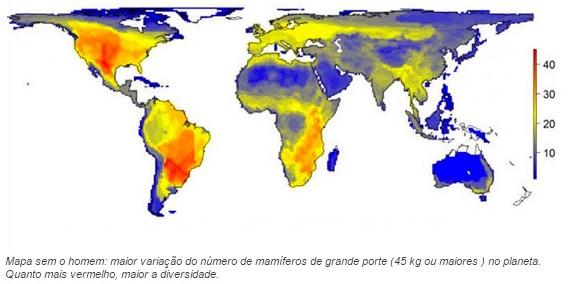 40
30
20
10
Mapa sem o homem: maior variação do número de mamíferos de grande porte (45 kg ou maiores ) no planeta.
Quanto mais vermelho, maior a diversidade.